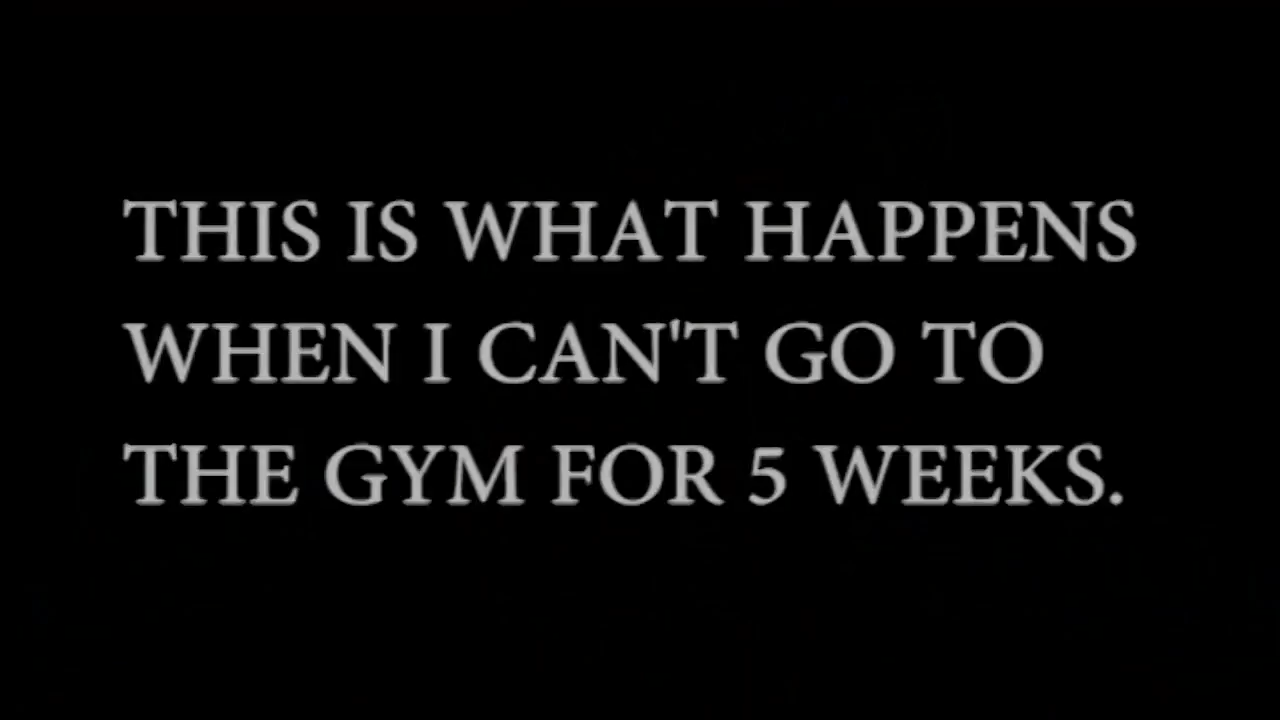 THIS IS WHAT HAPPENS
WHEN I CAN'T GO TO
THE GYM FOR 5 WEEKS.